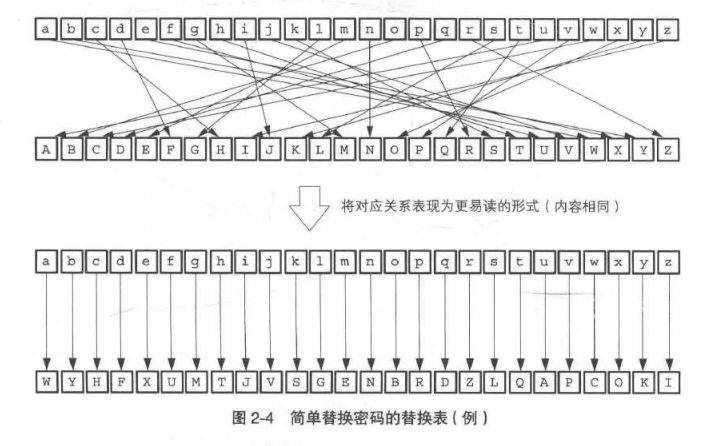 a b c d e f g h i j k l m n o p q r s t u v w x y z
A B C D E F G H I J K L M N O P Q R S T U V W X Y Z
将对应关系表现为更易读的形式（内容相同）
a b c d e f g h i j k l m n o p q r s t u v w x y z
W Y H F X U M T J V S G E N B R D Z L Q A P C O K I
图 2-4 简单替换密码的替换表（例）